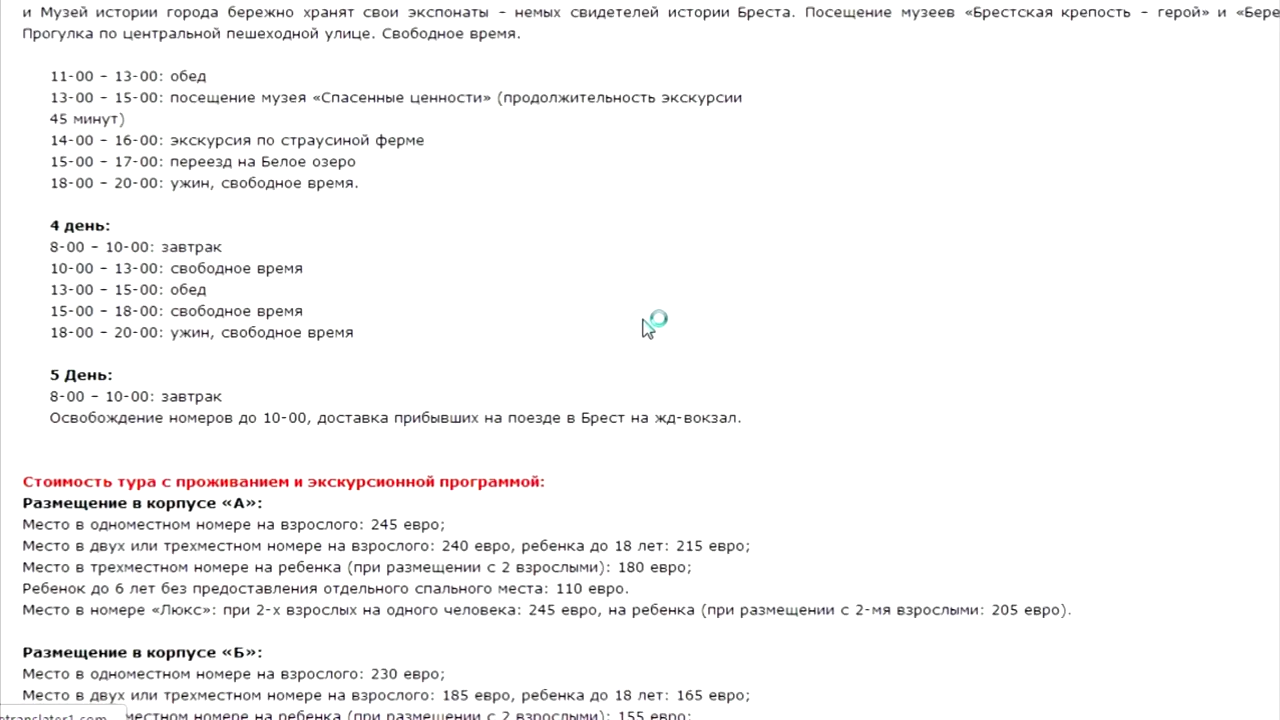 и Музей истории города бережно хранят свои экспонаты – немых свидетелей истории Бреста. Посещение музеев «Брестская крепость – герой» и «Бере
Прогулка по центральной пешеходной улице. Свободное время.
11-00 – 13-00: обед
13-00 – 15-00: посещение музея «Спасенные ценности» (продолжительность экскурсии
45 минут)
14-00 – 16-00: экскурсия по страусиной ферме
15-00 – 17-00: переезд на Белое озеро
18-00 – 20-00: ужин, свободное время.
4 день:
8-00 – 10-00: завтрак
10-00 – 13-00: свободное время
13-00 – 15-00: обед
15-00 – 18-00: свободное время
18-00 – 20-00: ужин, свободное время
5 День:
8-00 – 10-00: завтрак
Освобождение номеров до 10-00, доставка прибывших на поезде в Брест на жд-вокзал.
Стоимость тура с проживанием и экскурсионной программой:
Размещение в корпусе «А»:
Место в одноместном номере на взрослого: 245 евро;
Место в двух или трехместном номере на взрослого: 240 евро, ребенка до 18 лет: 215 евро;
Место в трехместном номере на ребенка (при размещении с 2 взрослыми): 180 евро;
Ребенок до 6 лет без предоставления отдельного спального места: 110 евро.
Место в номере «Люкс»: при 2-х взрослых на одного человека: 245 евро, на ребенка (при размещении с 2-мя взрослыми: 205 евро).
Размещение в корпусе «Б»:
Место в одноместном номере на взрослого: 230 евро;
Место в двух или трехместном номере на взрослого: 185 евро, ребенка до 18 лет: 165 евро;
местном номере на ребенка (при размещении с 2 взрослыми): 155 евро;